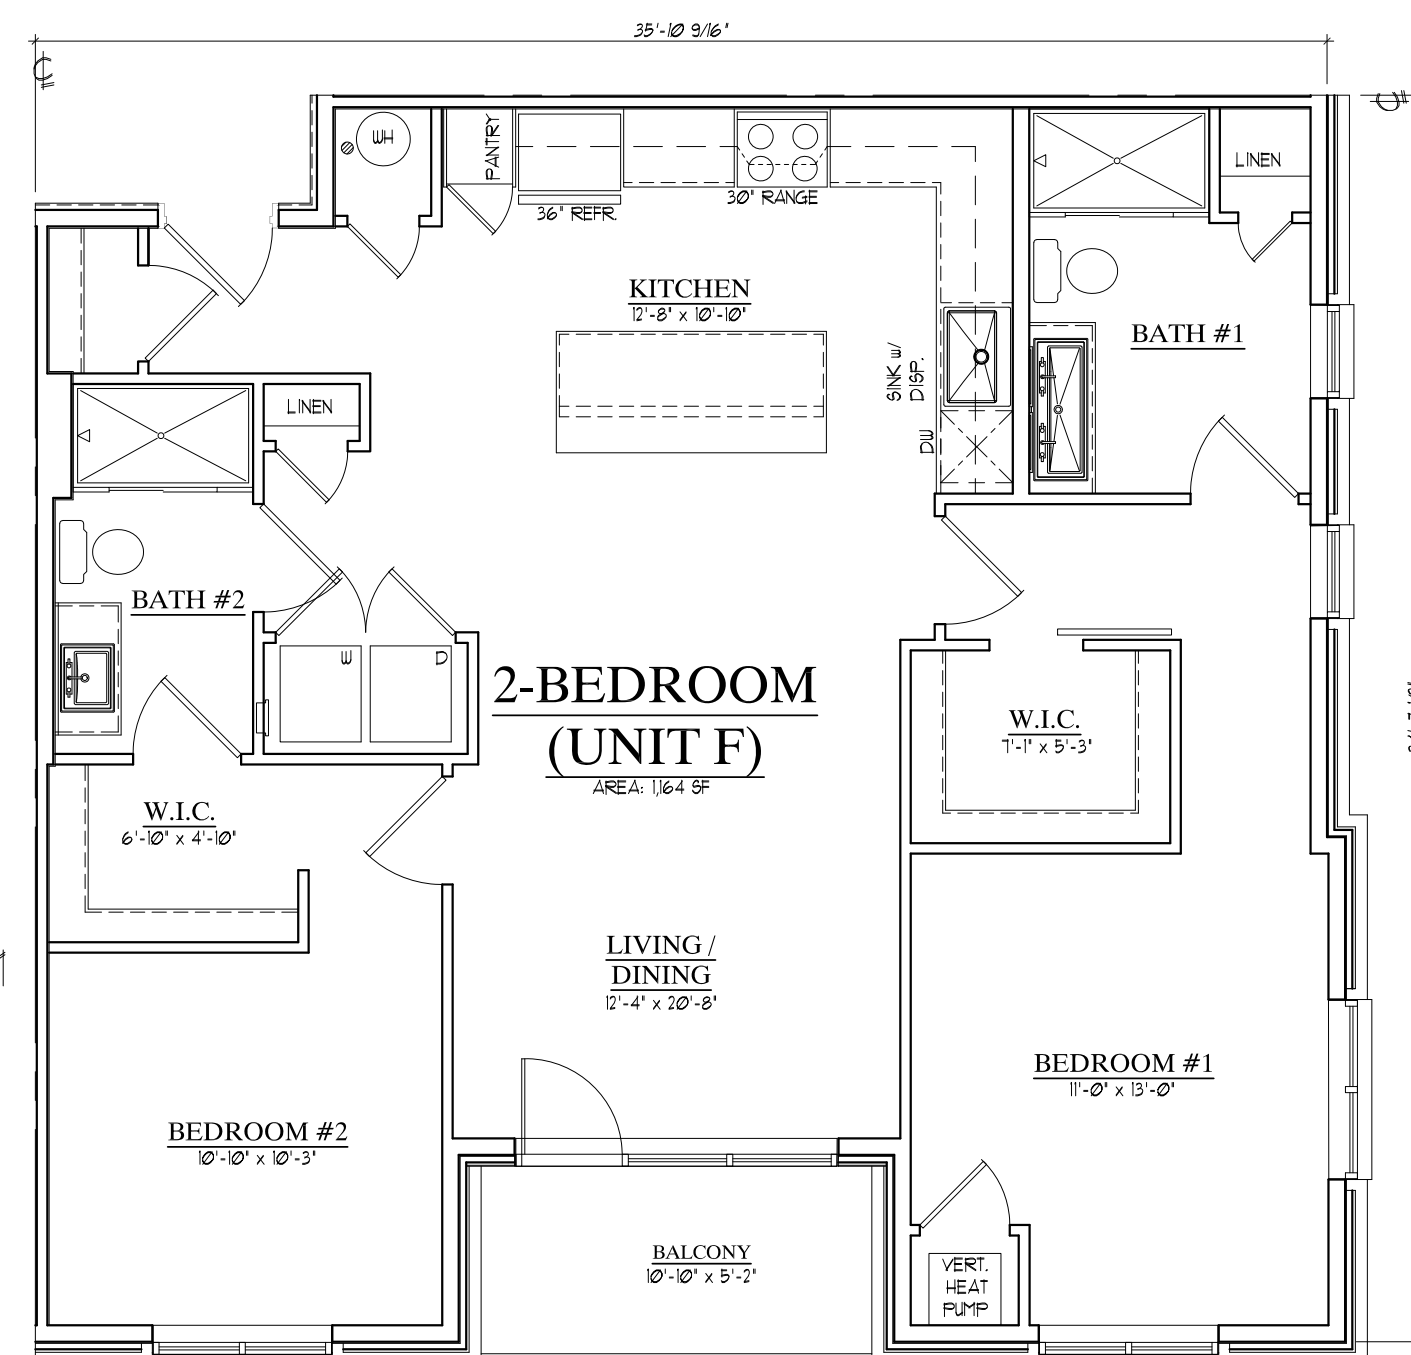 35'-10 9/16"
WH
PANTRY
36" REFR.
30" RANGE
LINEN
KITCHEN
12'-8" x 10'-10"
BATH #1
SINK w/
DISP.
DW
LINEN
BATH #2
W
D
2-BEDROOM
(UNIT F)
AREA: 1,164 SF
W.I.C.
7'-1" x 5'-3"
W.I.C.
6'-10" x 4'-10"
LIVING /
DINING
12'-4" x 20'-8"
BEDROOM #1
11'-0" x 13'-0"
BEDROOM #2
10'-10" x 10'-3"
BALCONY
10'-10" x 5'-2"
VERT.
HEAT
PUMP